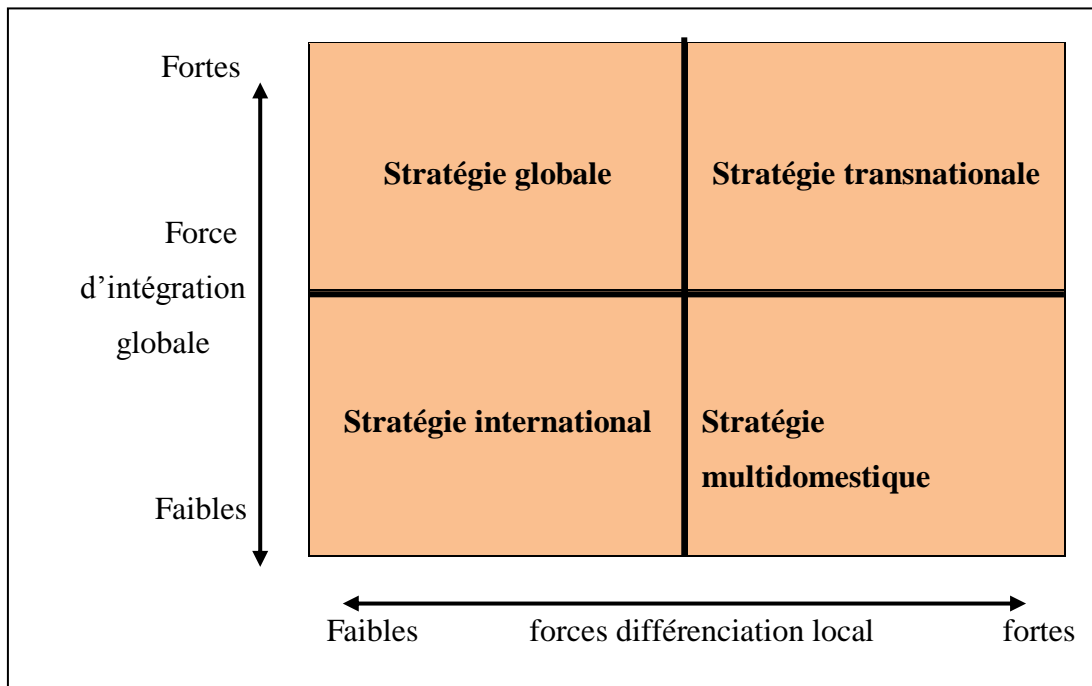 Fortes
Stratégie globale
Stratégie transnationale
Force
d’intégration
globale
Stratégie international
Stratégie
multidomestique
Faibles
Faibles
forces différenciation local
fortes